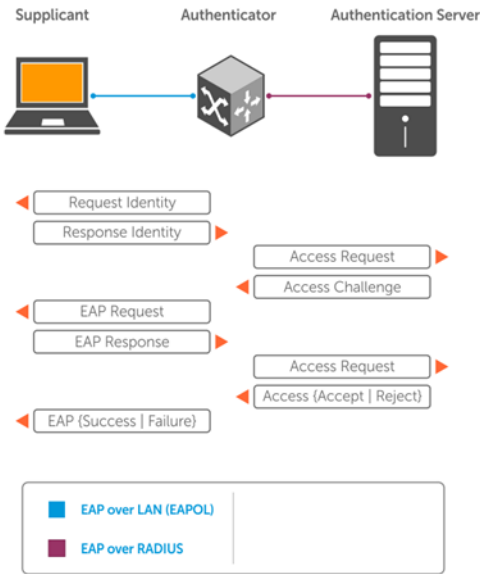 Supplicant Authenticator Authentication Server
Request Identity
Response Identity
Access Request
Access Challenge
EAP Request
EAP Response
Access Request
Access {Accept | Reject}
EAP {Success | Failure}
EAP over LAN (EAPOL)
EAP over RADIUS